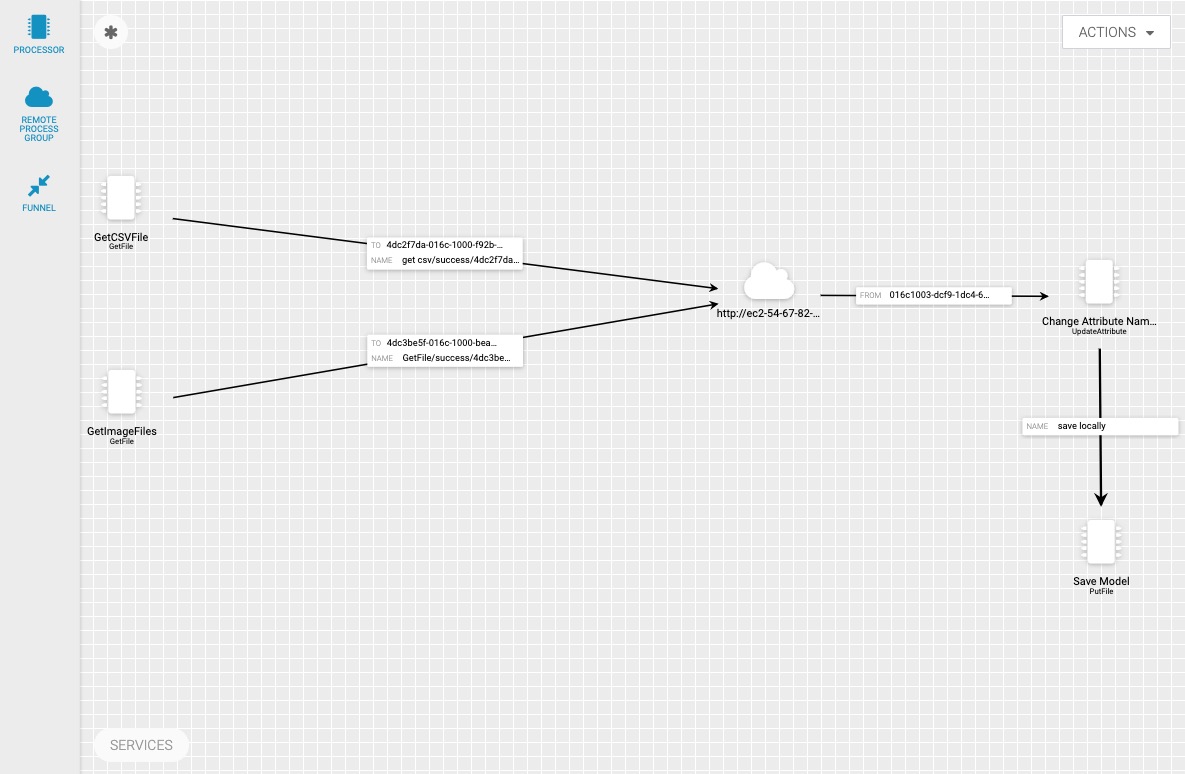 PROCESSOR
REMOTE
PROCESS
GROUP
FUNNEL
ACTIONS
GetCSVFile
GetFile
TO 4dc2f7da-016c-1000-f92b-...
NAME get csv/success/4dc2f7da...
http://ec2-54-67-82-...
FROM 016c1003-dcf9-1dc4-6...
Change Attribute Nam...
UpdateAttribute
TO 4dc3be5f-016c-1000-bea...
NAME GetFile/success/4dc3be...
GetImageFiles
GetFile
NAME save locally
Save Model
PutFile
SERVICES